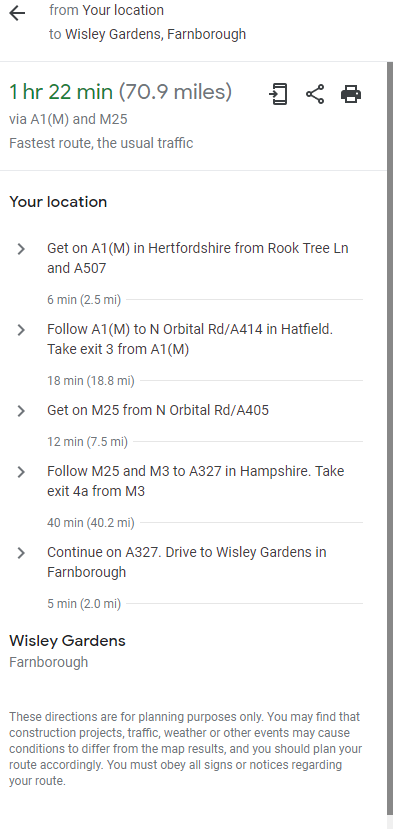 from Your location
to Wisley Gardens, Farnborough
1 hr 22 min (70.9 miles)
via A1(M) and M25
Fastest route, the usual traffic
Your location
Get on A1(M) in Hertfordshire from Rook Tree Ln
and A507
6 min (2.5 mi)
Follow A1(M) to N Orbital Rd/A414 in Hatfield.
Take exit 3 from A1(M)
18 min (18.8 mi)
Get on M25 from N Orbital Rd/A405
12 min (7.5 mi)
Follow M25 and M3 to A327 in Hampshire. Take
exit 4a from M3
40 min (40.2 mi)
Continue on A327. Drive to Wisley Gardens in
Farnborough
5 min (2.0 mi)
Wisley Gardens
Farnborough
These directions are for planning purposes only. You may find that
construction projects, traffic, weather or other events may cause
conditions to differ from the map results, and you should plan your
route accordingly. You must obey all signs or notices regarding
your route.